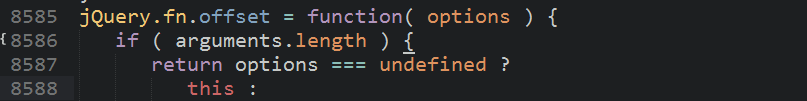 8585 jQuery.fn.offset = function( options ) {
8586 if ( arguments.length ) {
8587 return options === undefined ?
8588 this :